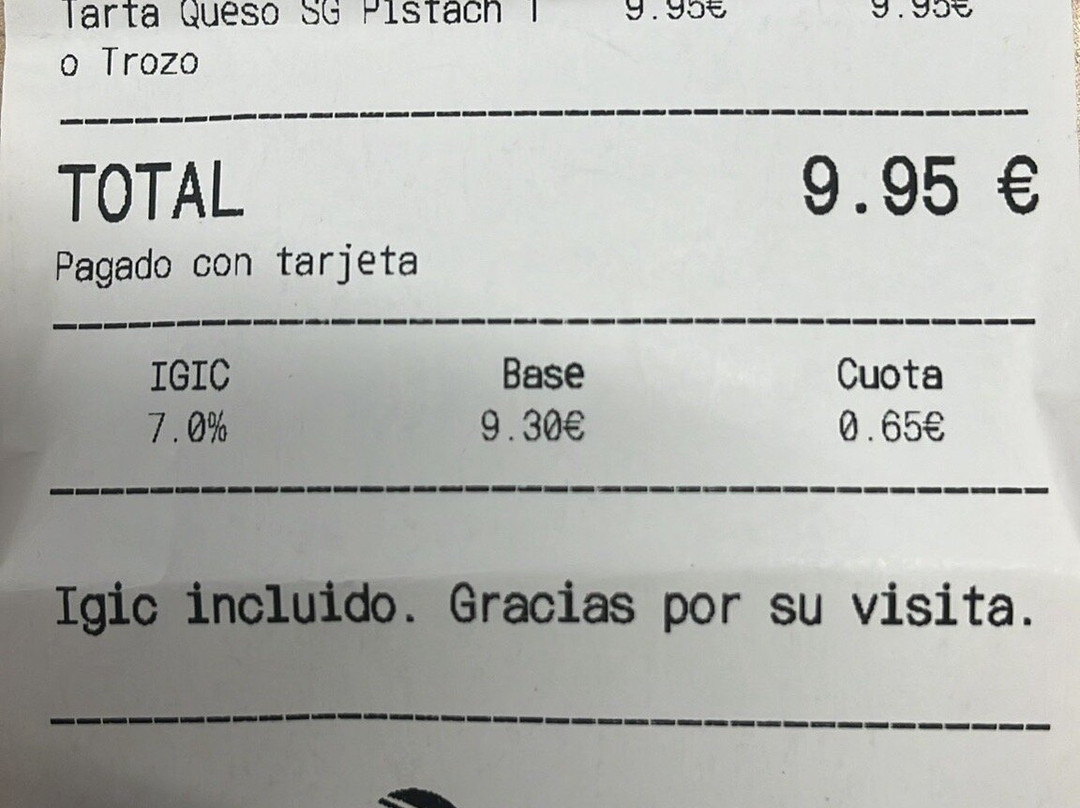 Tarta Queso SG Pistach 1 9.95€ 9.95€
o Trozo
TOTAL 9.95 €
Pagado con tarjeta
IGIC Base Cuota
7.0% 9.30€ 0.65€
Igic incluido. Gracias por su visita.